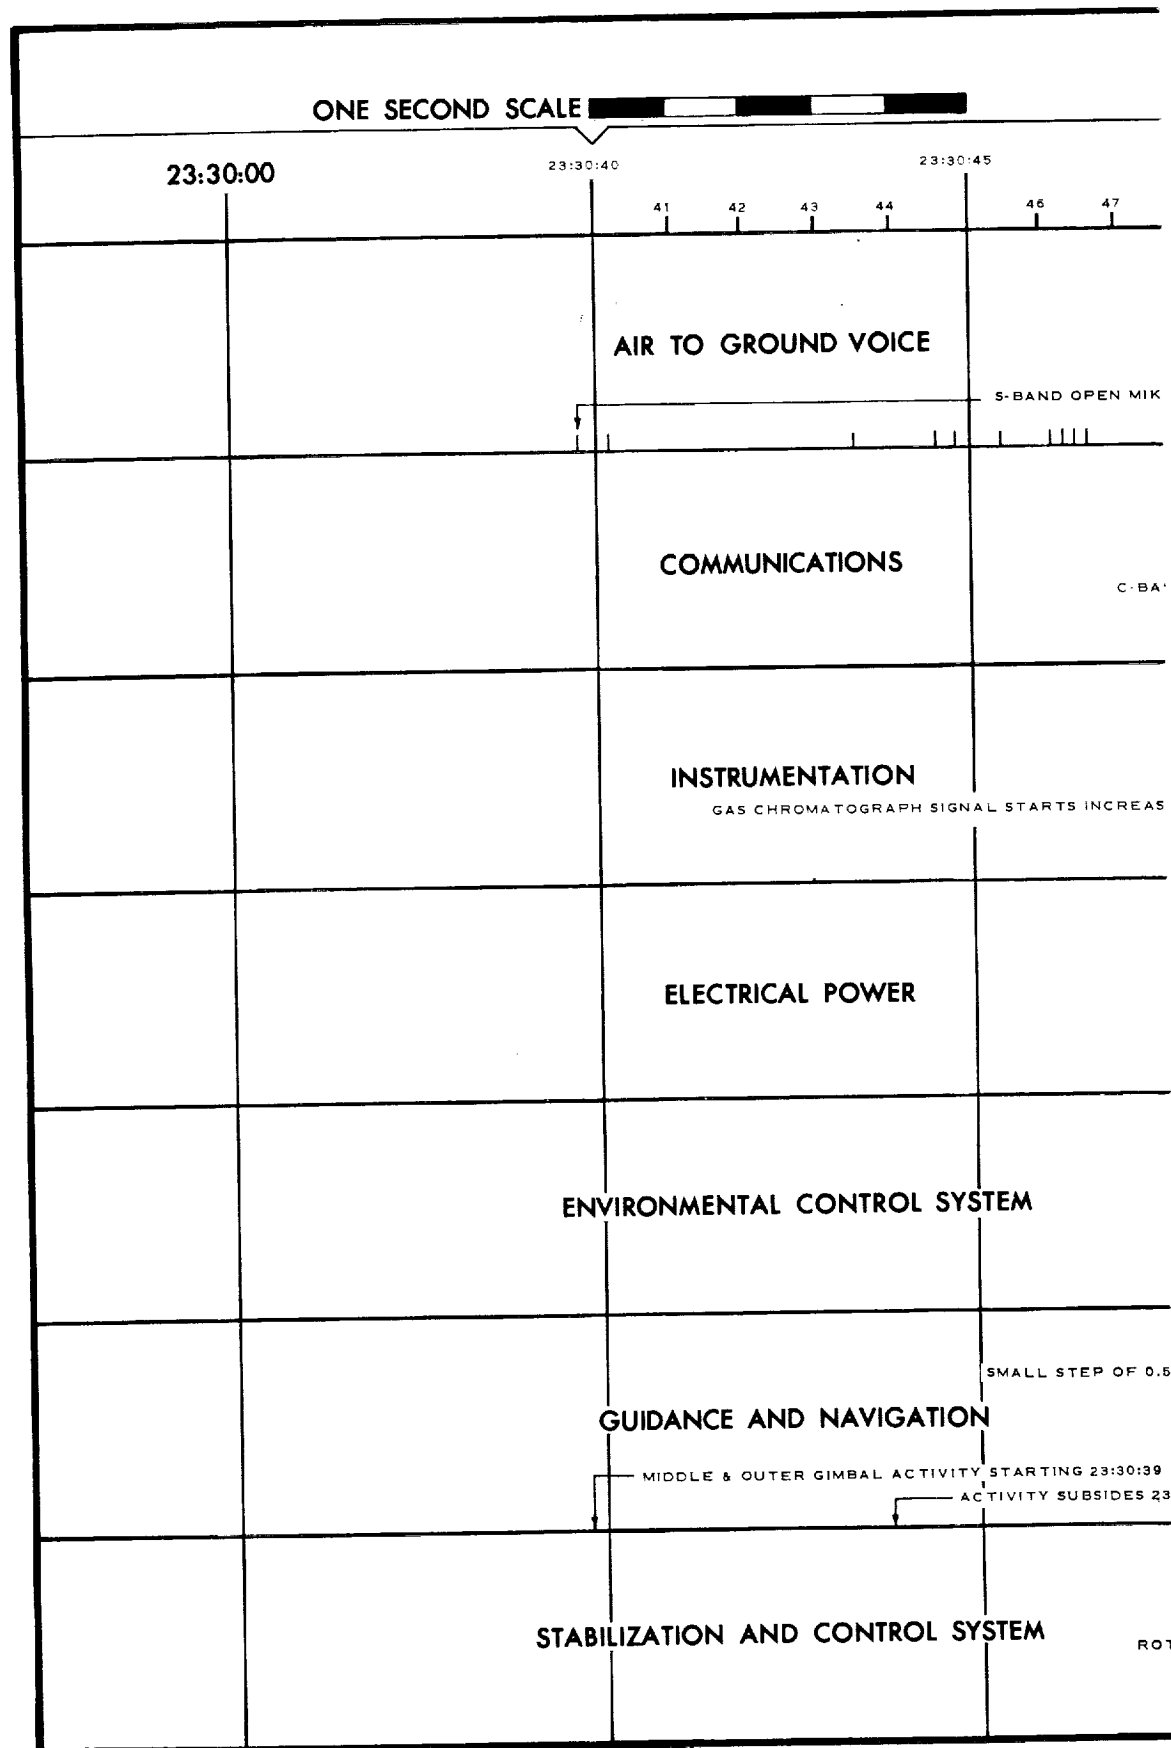 ONE SECOND SCALE
23:30:00
23:30:40
23:30:45
41 42 43 44 46 47
AIR TO GROUND VOICE
S-BAND OPEN MIK
COMMUNICATIONS
C-BA
INSTRUMENTATION
GAS CHROMATOGRAPH SIGNAL STARTS INCREAS
ELECTRICAL POWER
ENVIRONMENTAL CONTROL SYSTEM
SMALL STEP OF 0.5
GUIDANCE AND NAVIGATION
MIDDLE & OUTER GIMBAL ACTIVITY STARTING 23:30:39
ACTIVITY SUBSIDES 23
STABILIZATION AND CONTROL SYSTEM
ROT